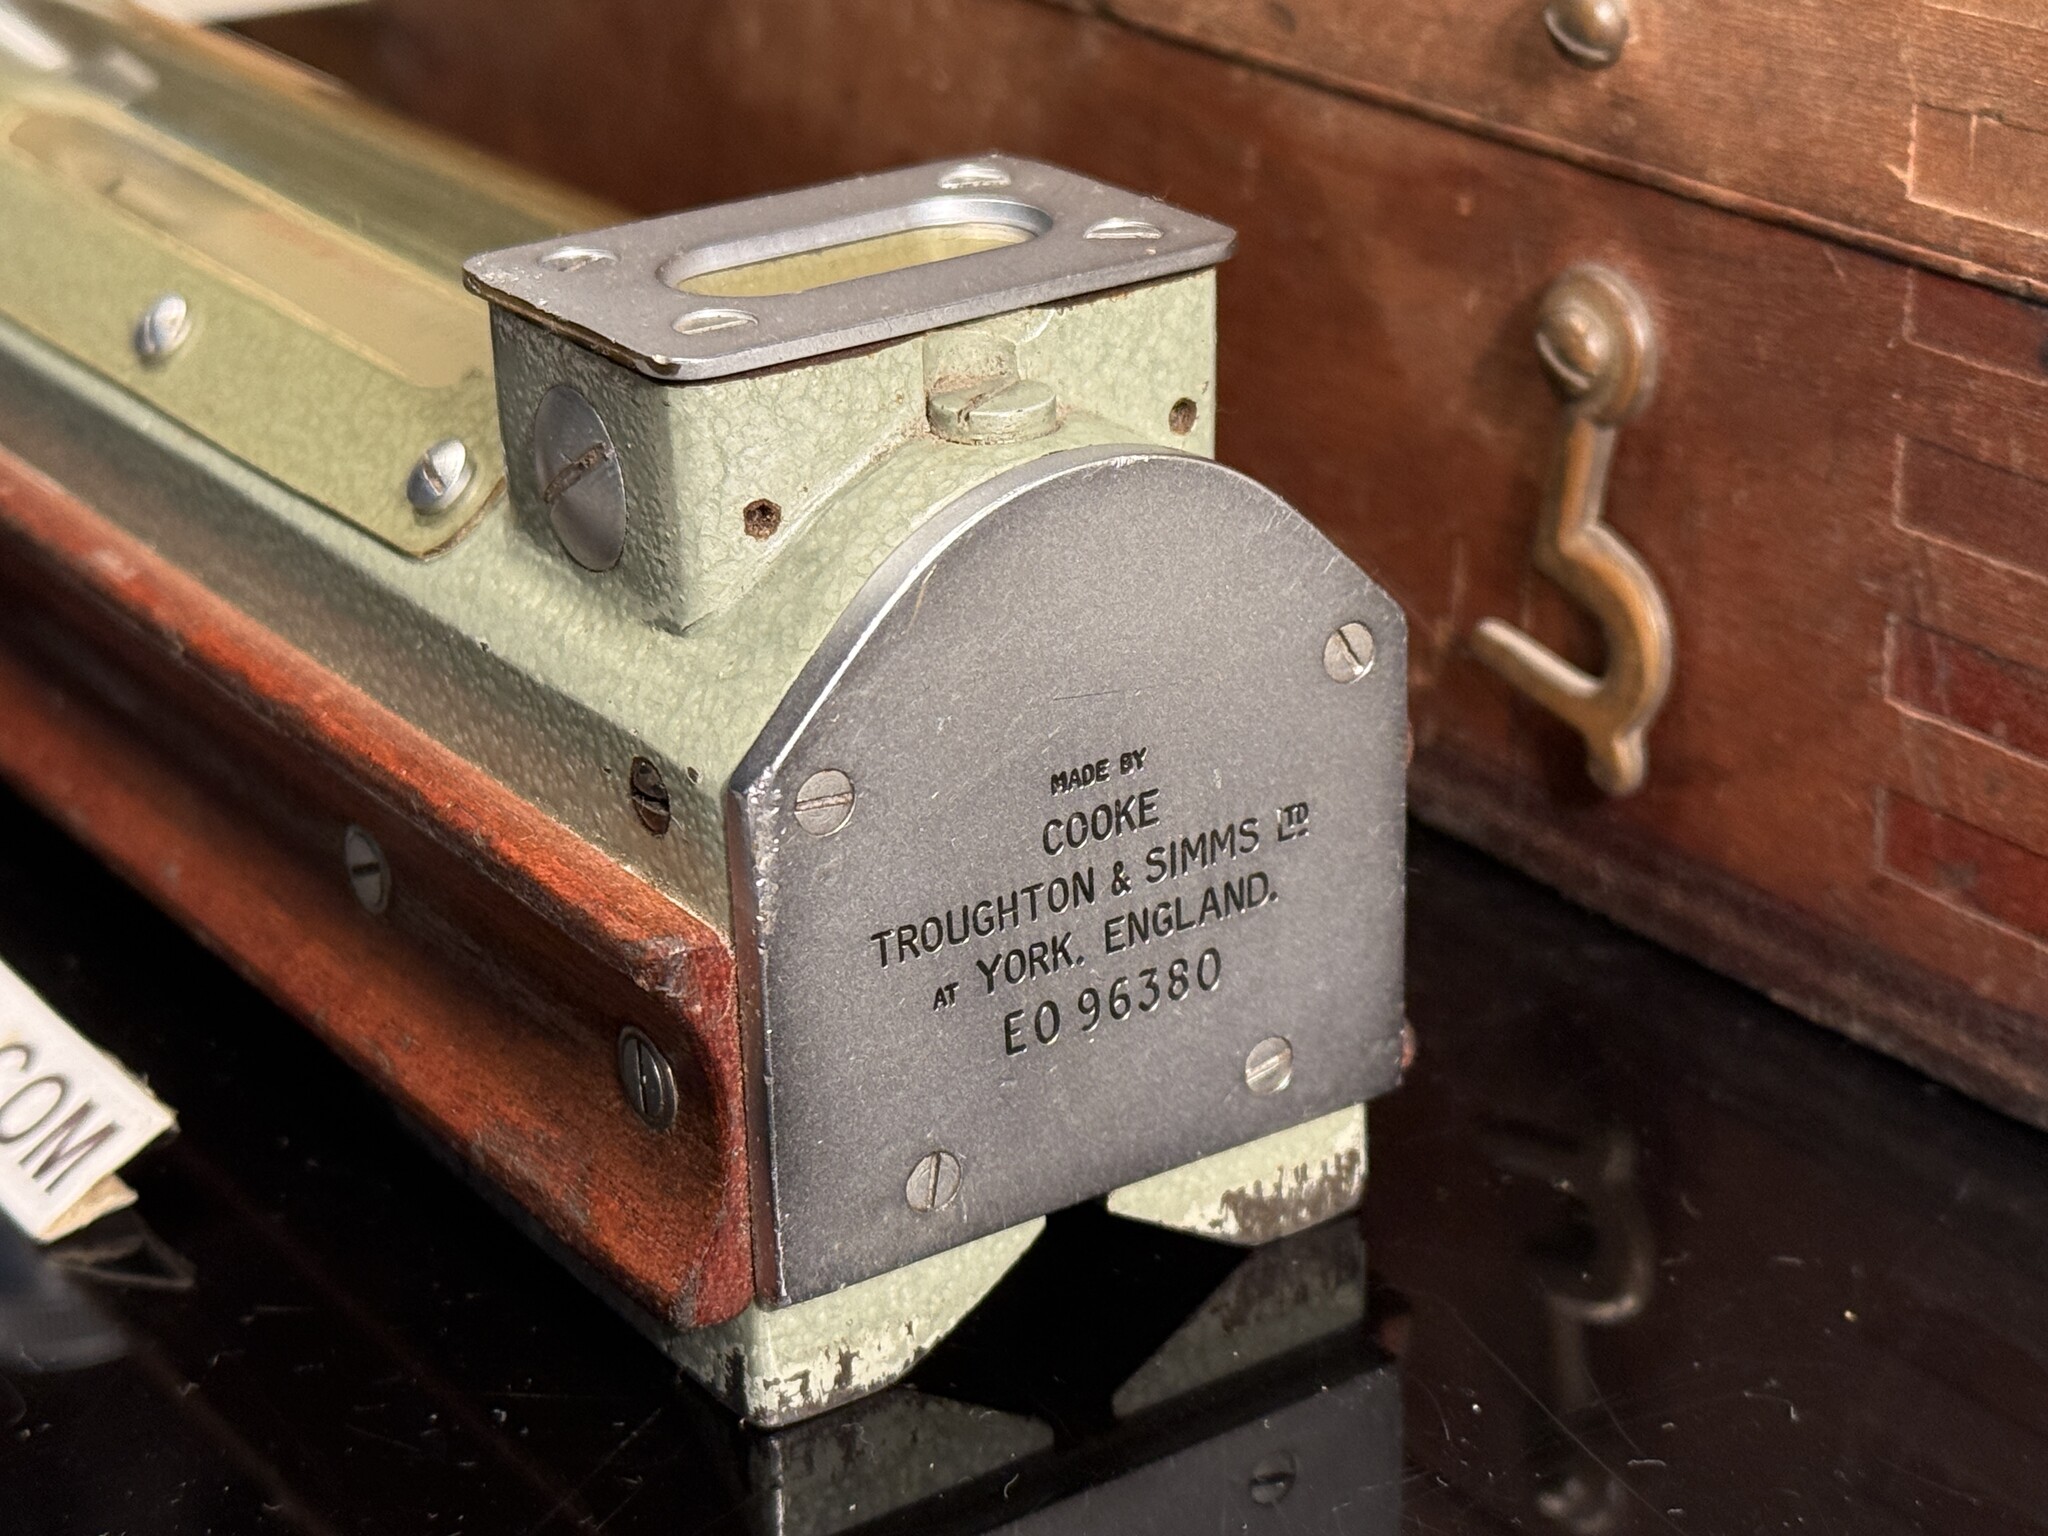 MADE BY
COOKE
TROUGHTON & SIMMS LTD
AT YORK. ENGLAND.
EO 96380
COM